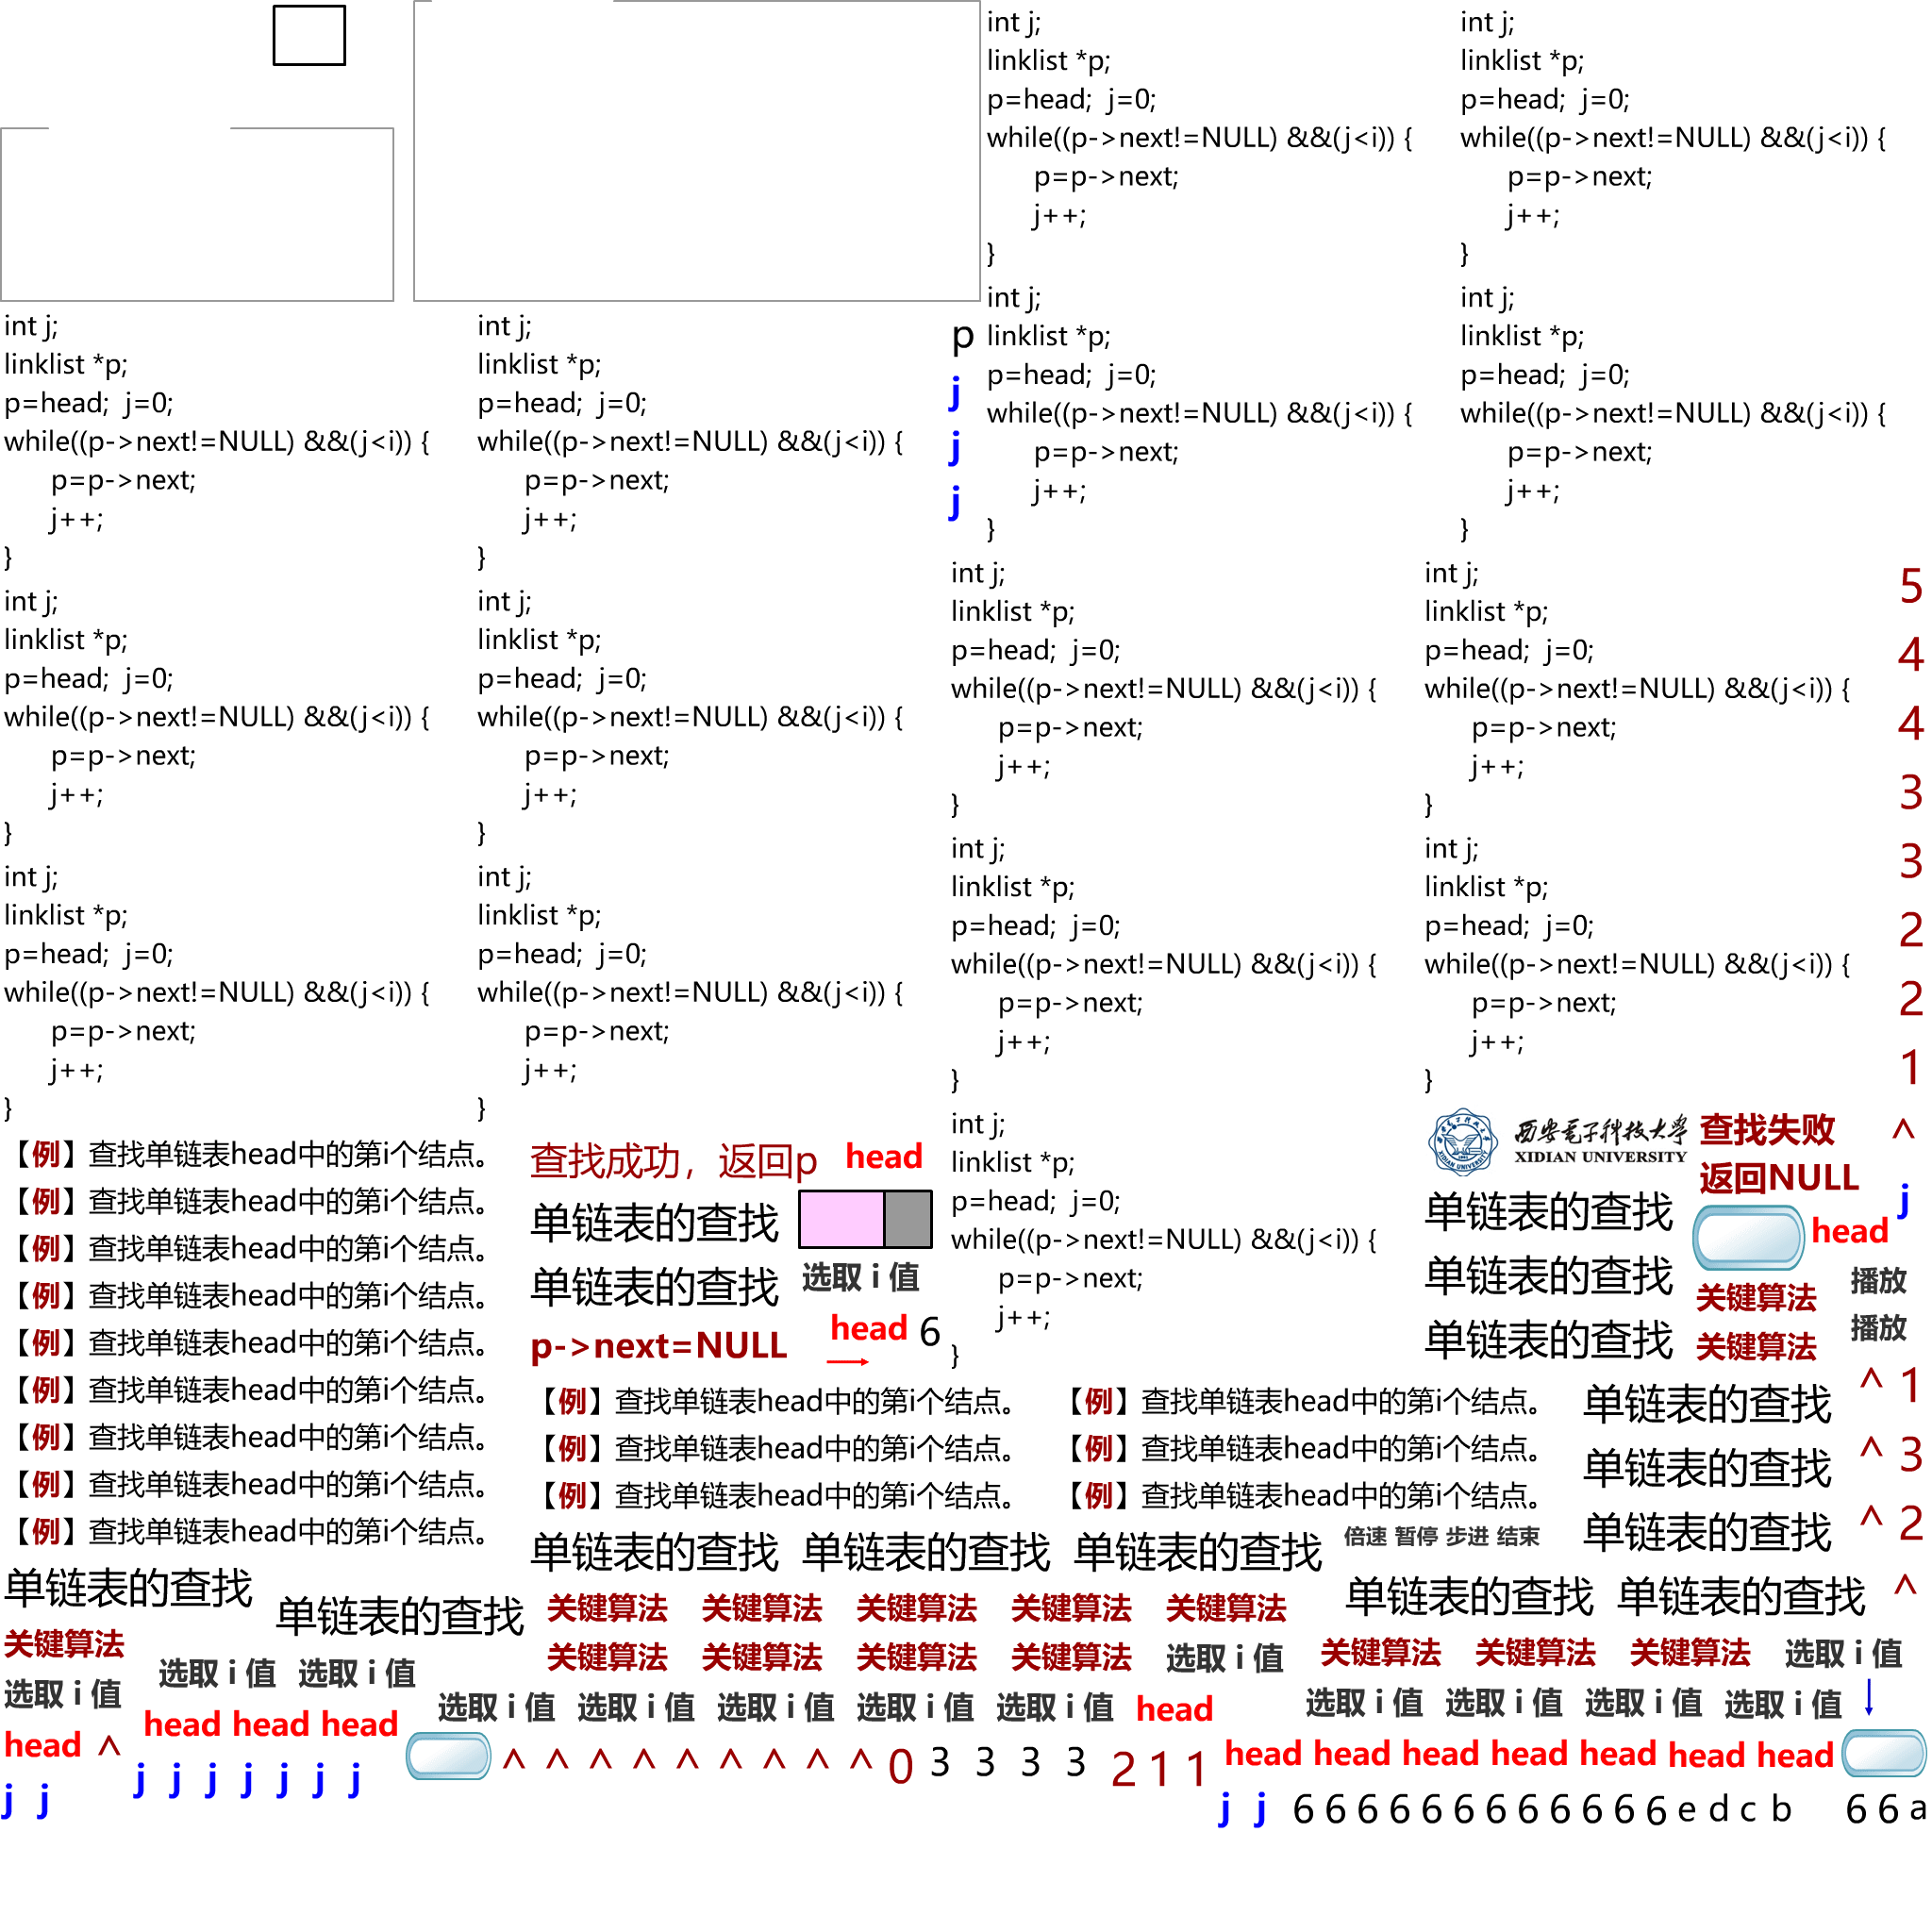 int j;
linklist *p;
p=head;  j=0;
while((p->next!=NULL) &&(j<i)) {
p=p->next;
j++;
}
int j;
linklist *p;
p=head;  j=0;
while((p->next!=NULL) &&(j<i)) {
p=p->next;
j++;
}
int j;
linklist *p;
p=head;  j=0;
while((p->next!=NULL) &&(j<i)) {
p=p->next;
j++;
}
int j;
linklist *p;
p=head;  j=0;
while((p->next!=NULL) &&(j<i)) {
p=p->next;
j++;
}
int j;
linklist *p;
p=head;  j=0;
while((p->next!=NULL) &&(j<i)) {
p=p->next;
j++;
}
int j;
linklist *p;
p=head;  j=0;
while((p->next!=NULL) &&(j<i)) {
p=p->next;
j++;
}
p
j
j
j
int j;
linklist *p;
p=head;  j=0;
while((p->next!=NULL) &&(j<i)) {
p=p->next;
j++;
}
int j;
linklist *p;
p=head;  j=0;
while((p->next!=NULL) &&(j<i)) {
p=p->next;
j++;
}
int j;
linklist *p;
p=head;  j=0;
while((p->next!=NULL) &&(j<i)) {
p=p->next;
j++;
}
int j;
linklist *p;
p=head;  j=0;
while((p->next!=NULL) &&(j<i)) {
p=p->next;
j++;
}
int j;
linklist *p;
p=head;  j=0;
while((p->next!=NULL) &&(j<i)) {
p=p->next;
j++;
}
int j;
linklist *p;
p=head;  j=0;
while((p->next!=NULL) &&(j<i)) {
p=p->next;
j++;
}
5
4
4
3
3
2
2
1
^
int j;
linklist *p;
p=head;  j=0;
while((p->next!=NULL) &&(j<i)) {
p=p->next;
j++;
}
int j;
linklist *p;
p=head;  j=0;
while((p->next!=NULL) &&(j<i)) {
p=p->next;
j++;
}
int j;
linklist *p;
p=head;  j=0;
while((p->next!=NULL) &&(j<i)) {
p=p->next;
j++;
}
【例】查找单链表head中的第i个结点。
【例】查找单链表head中的第i个结点。
【例】查找单链表head中的第i个结点。
【例】查找单链表head中的第i个结点。
【例】查找单链表head中的第i个结点。
【例】查找单链表head中的第i个结点。
【例】查找单链表head中的第i个结点。
【例】查找单链表head中的第i个结点。
【例】查找单链表head中的第i个结点。
查找成功，返回p head
单链表的查找
单链表的查找 选取 i 值
p->next=NULL head 6
西安电子科技大学
XIDIAN UNIVERSITY
查找失败
返回NULL
j
单链表的查找 head
单链表的查找 关键算法 播放
单链表的查找 关键算法 播放
【例】查找单链表head中的第i个结点。 【例】查找单链表head中的第i个结点。 单链表的查找 ^ 1
【例】查找单链表head中的第i个结点。 【例】查找单链表head中的第i个结点。 单链表的查找 ^ 3
【例】查找单链表head中的第i个结点。 【例】查找单链表head中的第i个结点。 单链表的查找 ^ 2
单链表的查找 单链表的查找 单链表的查找 倍速 暂停 步进 结束
单链表的查找 单链表的查找 单链表的查找 单链表的查找 ^
关键算法 关键算法 关键算法 关键算法 关键算法
关键算法 关键算法 关键算法 关键算法 关键算法 选取 i 值 关键算法 关键算法 关键算法 选取 i 值
选取 i 值 选取 i 值 选取 i 值
选取 i 值 选取 i 值 选取 i 值 选取 i 值 选取 i 值 head 选取 i 值 选取 i 值 选取 i 值 选取 i 值
head ^ head head head
^ ^ ^ ^ ^ ^ ^ ^ ^ 0 3 3 3 3 2 1 1 head head head head head head head
j j j j j j j j j
j j 6 6 6 6 6 6 6 6 6 6 6 6 e d c b 6 6 a